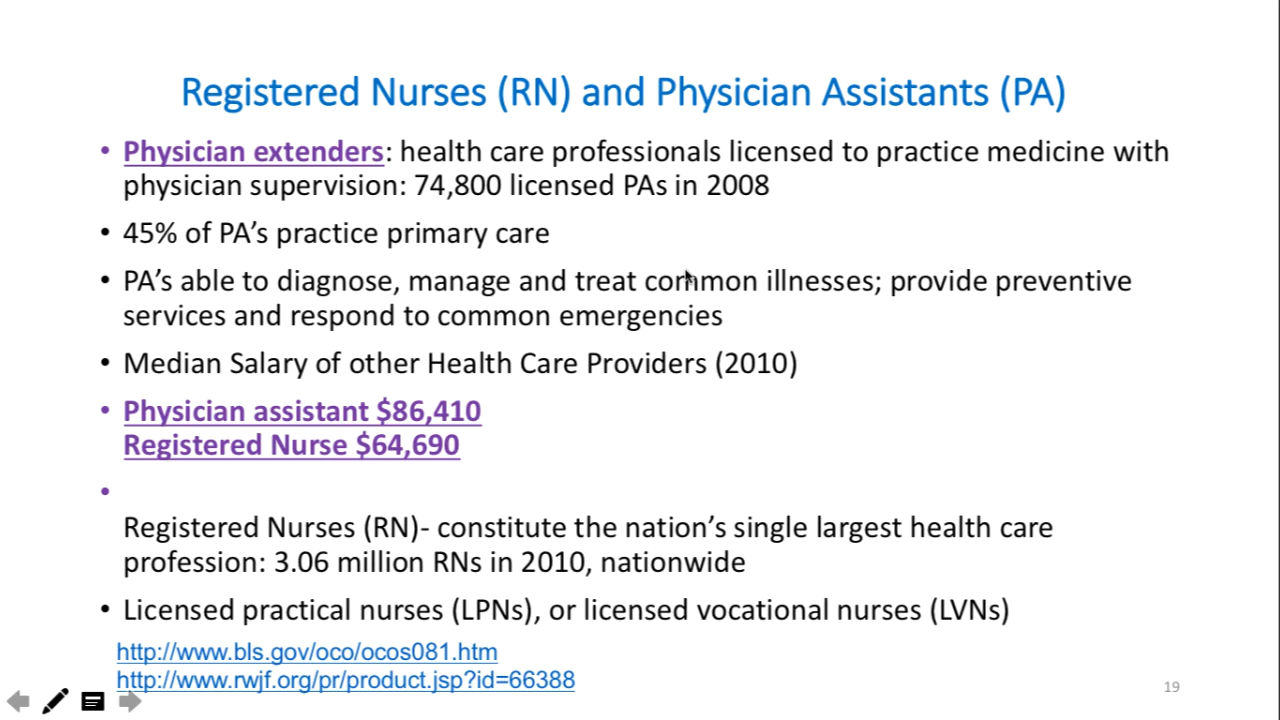 Registered Nurses (RN) and Physician Assistants (PA)
• Physician extenders: health care professionals licensed to practice medicine with
physician supervision: 74,800 licensed PAs in 2008
• 45% of PA’s practice primary care
• PA’s able to diagnose, manage and treat common illnesses; provide preventive
services and respond to common emergencies
• Median Salary of other Health Care Providers (2010)
• Physician assistant $86,410
Registered Nurse $64,690
•
Registered Nurses (RN)- constitute the nation’s single largest health care
profession: 3.06 million RNs in 2010, nationwide
• Licensed practical nurses (LPNs), or licensed vocational nurses (LVNs)
http://www.bls.gov/oco/ocos081.htm
http://www.rwjf.org/pr/product.jsp?id=66388
19